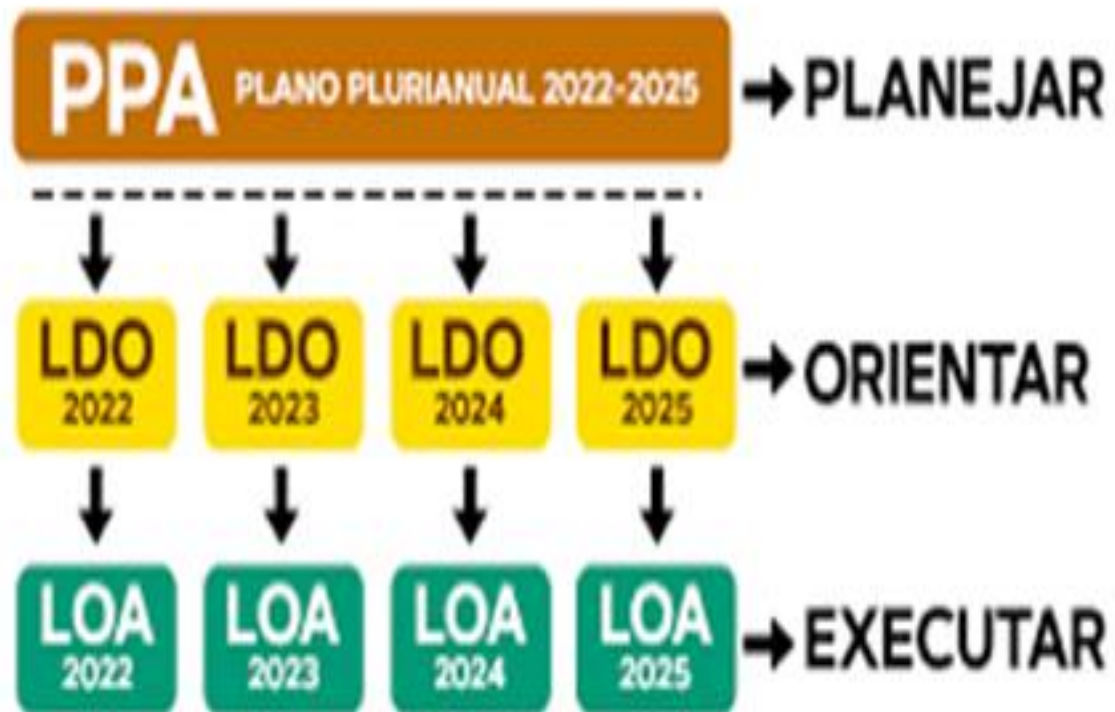 PPA PLANO PLURIANUAL 2022-2025 PLANEJAR
LDO LDO LDO LDO ORIENTAR
2022 2023 2024 2025
LOA LOA LOA LOA EXECUTAR
2022 2023 2024 2025